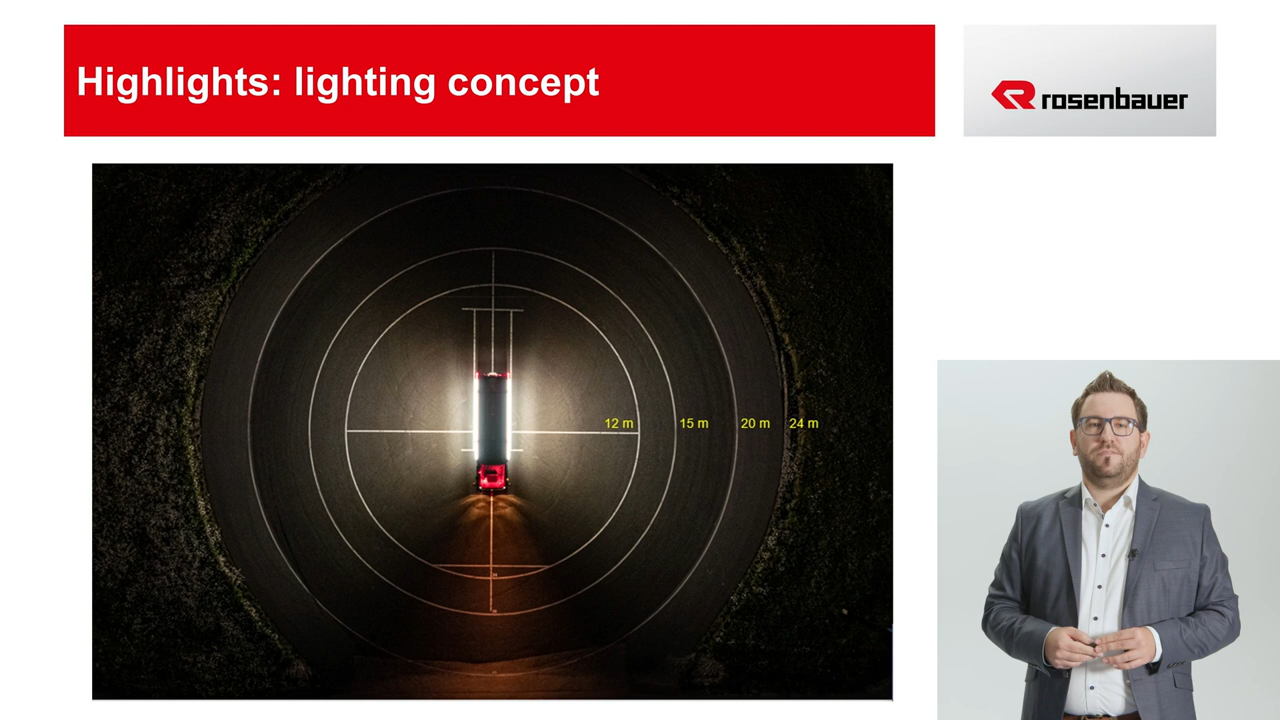 Highlights: lighting concept
rosenbauer
12 m
15 m
20 m
24 m